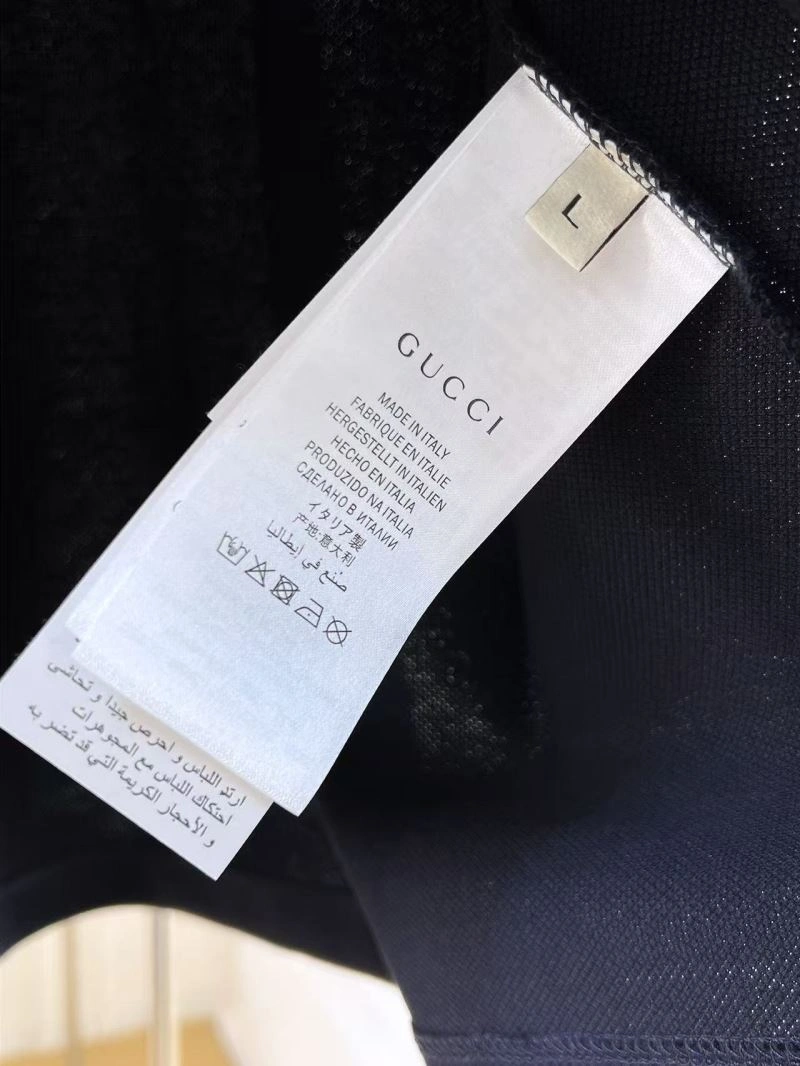 L
GUCCI
MADE IN ITALY
FABRIQUE EN ITALIE
HERGESTELLT IN ITALIEN
HECHO EN ITALIA
PRODUZIDO NA ITALIA
СДЕЛАНО В ИТАЛИИ
イタリア製
产地:意大利
صنع في إيطاليا
ارتد اللباس و احرص جيدا و تحاشى
احتكاك اللباس مع المجوهرات
و الأحجار الكريمة التي قد تضر به